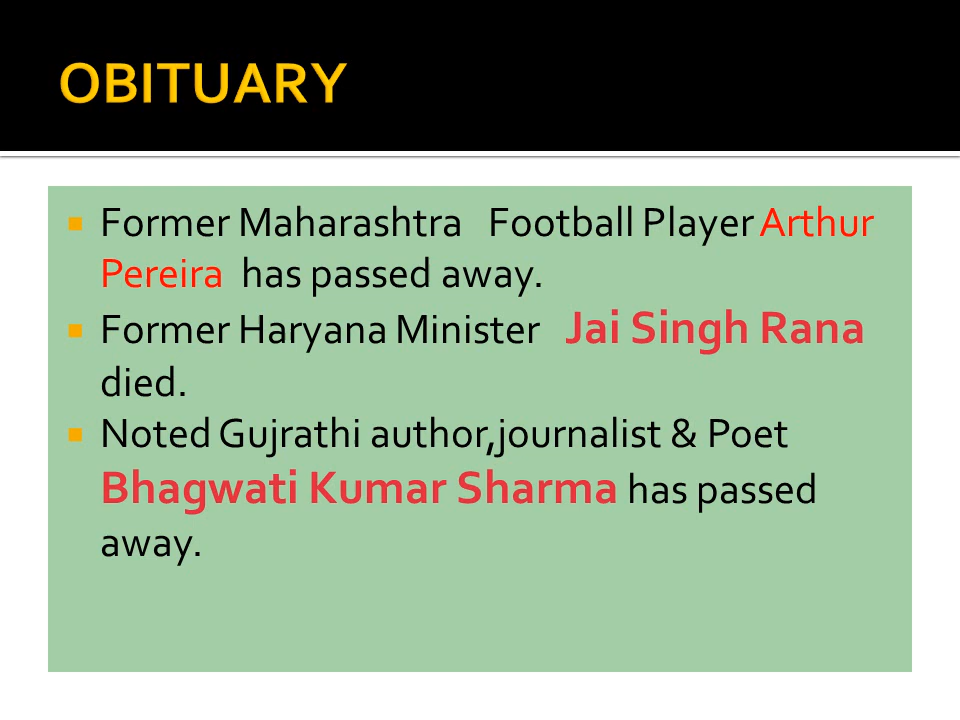 OBITUARY
Former Maharashtra Football Player Arthur
Pereira has passed away.
Former Haryana Minister Jai Singh Rana
died.
Noted Gujrathi author,journalist & Poet
Bhagwati Kumar Sharma has passed
away.